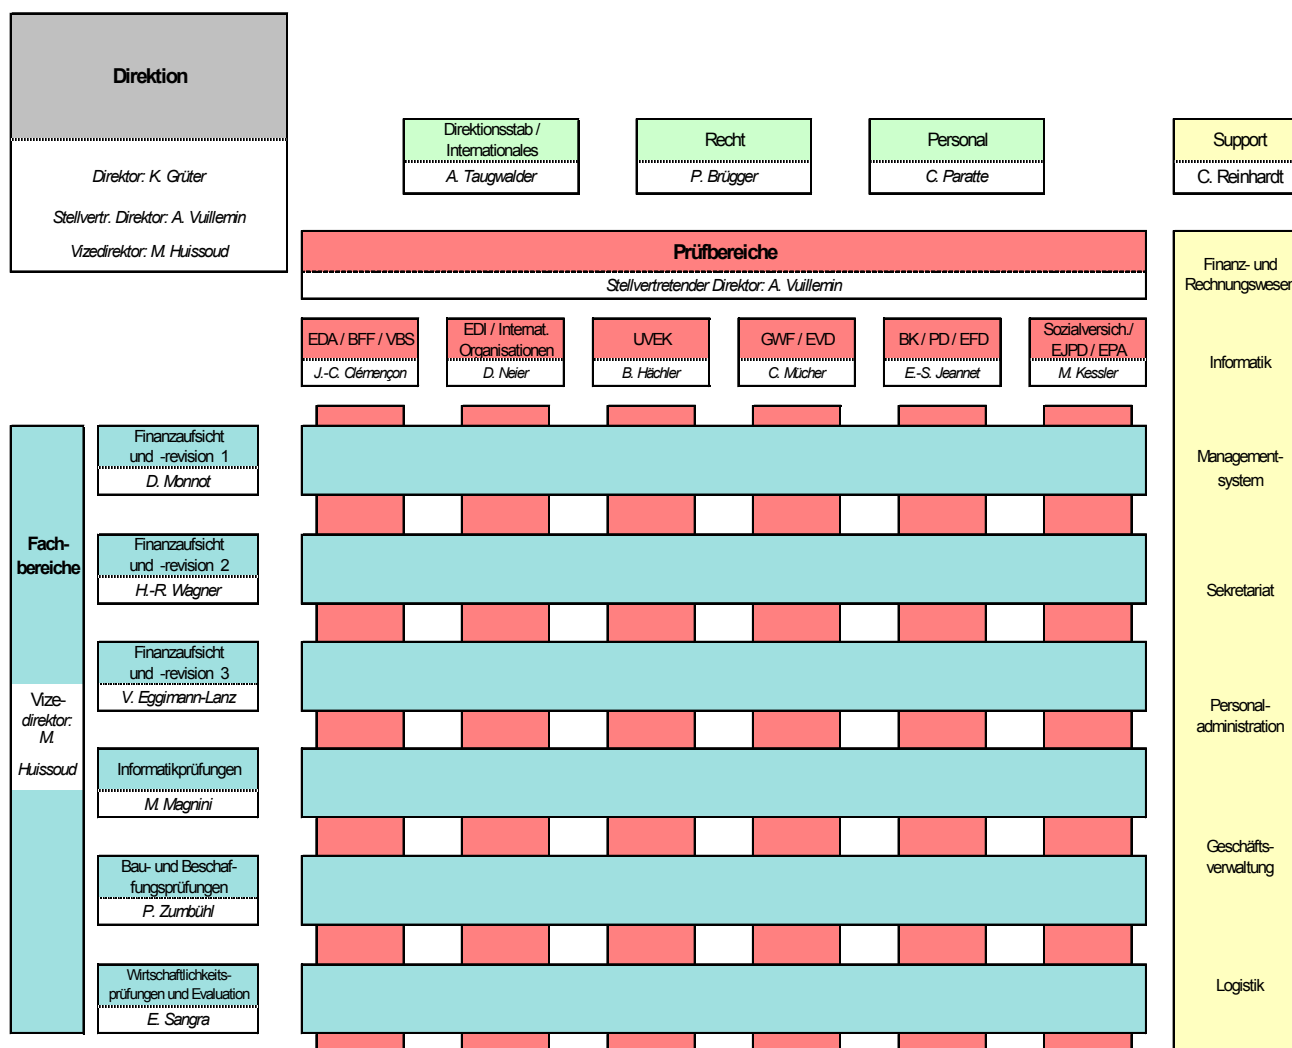 Direktion
Direktor: K. Grüter
Stellvertr. Direktor: A. Vuillemin
Vizedirektor: M. Huissoud
Direktionsstab /
Internationales
A. Taugwalder
Recht
P. Brügger
Personal
C. Paratte
Support
C. Reinhardt
Prüfbereiche
Stellvertretender Direktor: A. Vuillemin
EDA / BFF / VBS
J.-C. Clémençon
EDI / Internat.
Organisationen
D. Neier
UVEK
B. Hächler
GWF / EVD
C. Mücher
BK / PD / EFD
E.-S. Jeannet
Sozialversich./
EJPD / EPA
M. Kessler
Fach-
bereiche
Vize-
direktor:
M.
Huissoud
Finanzaufsicht
und -revision 1
D. Monnot
Finanzaufsicht
und -revision 2
H.-R. Wagner
Finanzaufsicht
und -revision 3
V. Eggimann-Lanz
Informatikprüfungen
M. Magnini
Bau- und Beschaf-
fungsprüfungen
P. Zumbühl
Wirtschaftlichkeits-
prüfungen und Evaluation
E. Sangra
Finanz- und
Rechnungswesen
Informatik
Management-
system
Sekretariat
Personal-
administration
Geschäfts-
verwaltung
Logistik